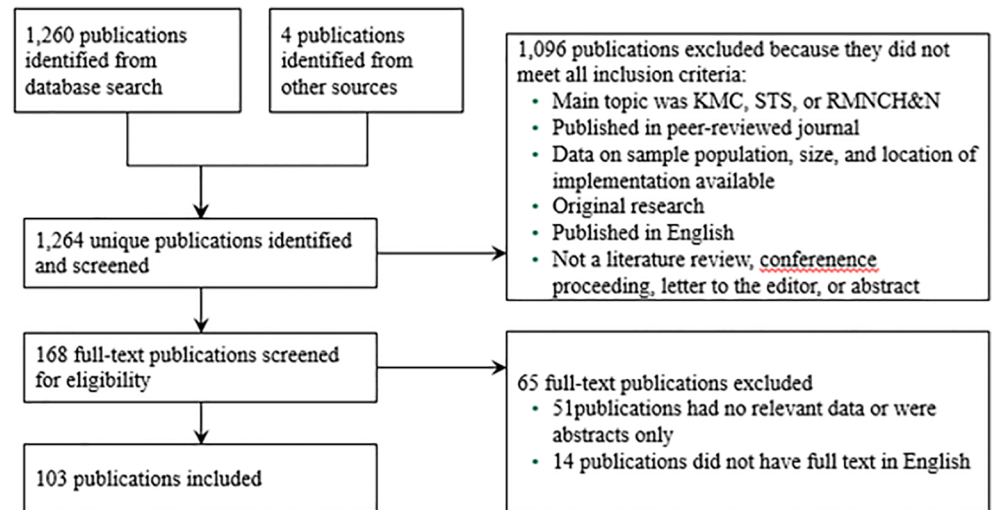 1,260 publications
identified from
database search
4 publications
identified from
other sources
1,096 publications excluded because they did not
meet all inclusion criteria:
• Main topic was KMC, STS, or RMNCH&N
• Published in peer-reviewed journal
• Data on sample population, size, and location of
implementation available
• Original research
• Published in English
• Not a literature review, conferenence
proceeding, letter to the editor, or abstract
1,264 unique publications identified
and screened
168 full-text publications screened
for eligibility
65 full-text publications excluded
• 51publications had no relevant data or were
abstracts only
• 14 publications did not have full text in English
103 publications included